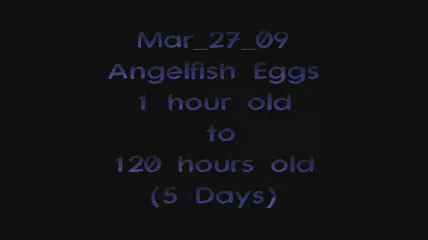 Mar_27_09
Angelfish Eggs
1 hour old
to
120 hours old
(5 Days)